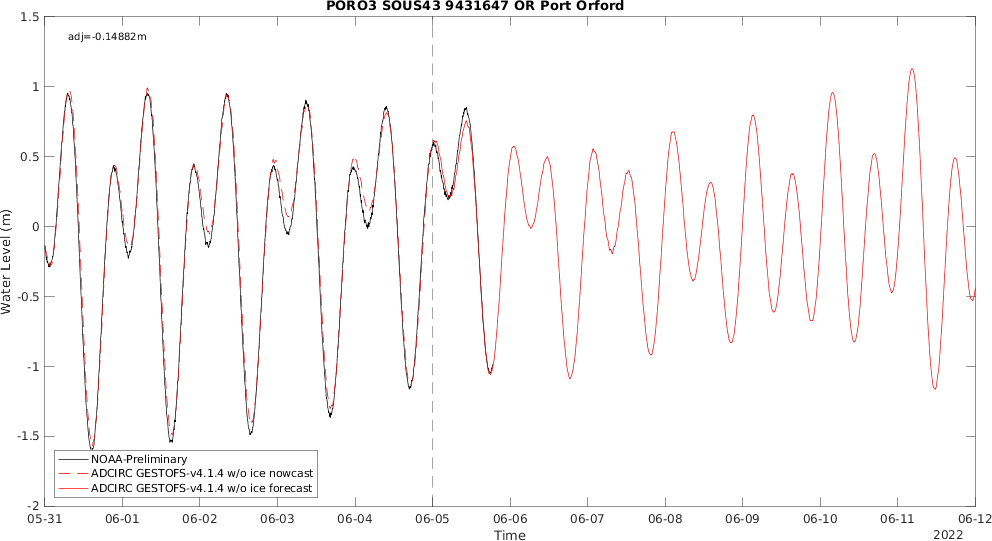 PORO3 SOUS43 9431647 OR Port Orford
adj=-0.14882m
1.5
1
0.5
0
-0.5
-1
-1.5
-2
Water Level (m)
NOAA-Preliminary
ADCIRC GESTOFS-v4.1.4 w/o ice nowcast
ADCIRC GESTOFS-v4.1.4 w/o ice forecast
05-31 06-01 06-02 06-03 06-04 06-05 06-06 06-07 06-08 06-09 06-10 06-11 06-12
Time
2022